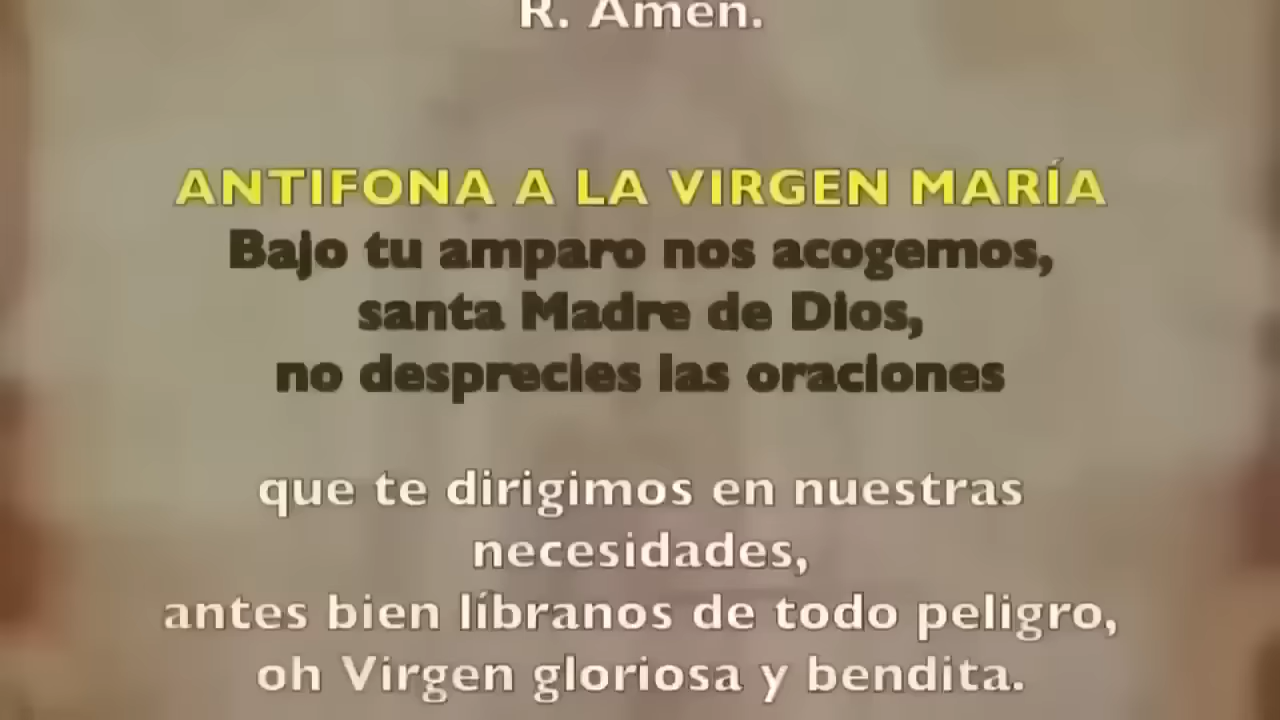 R. Amén.
ANTIFONA A LA VIRGEN MARÍA
Bajo tu amparo nos acogemos,
santa Madre de Dios,
no desprecies las oraciones
que te dirigimos en nuestras
necesidades,
antes bien líbranos de todo peligro,
oh Virgen gloriosa y bendita.